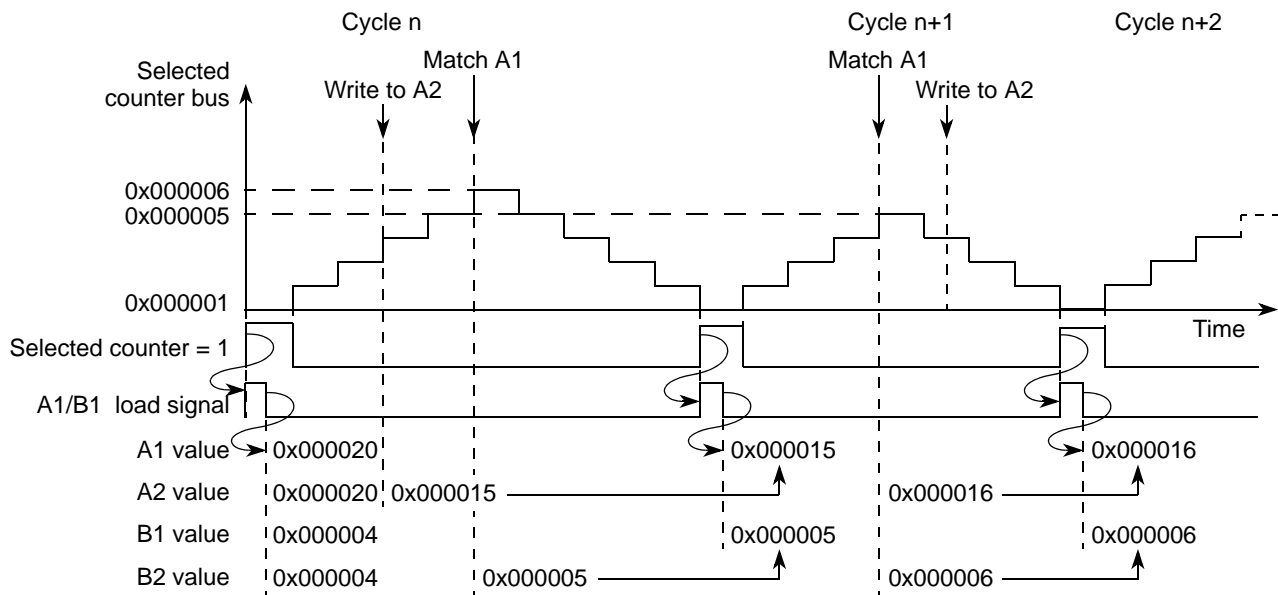 Cycle n
Cycle n+1
Cycle n+2
Match A1
Match A1
Selected
counter bus
Write to A2
Write to A2
0x000006
0x000005
0x000001
Time
Selected counter = 1
A1/B1 load signal
A1 value 0x000020 0x000015 0x000016
A2 value 0x000020 0x000015 0x000016
B1 value 0x000004 0x000005 0x000006
B2 value 0x000004 0x000005 0x000006